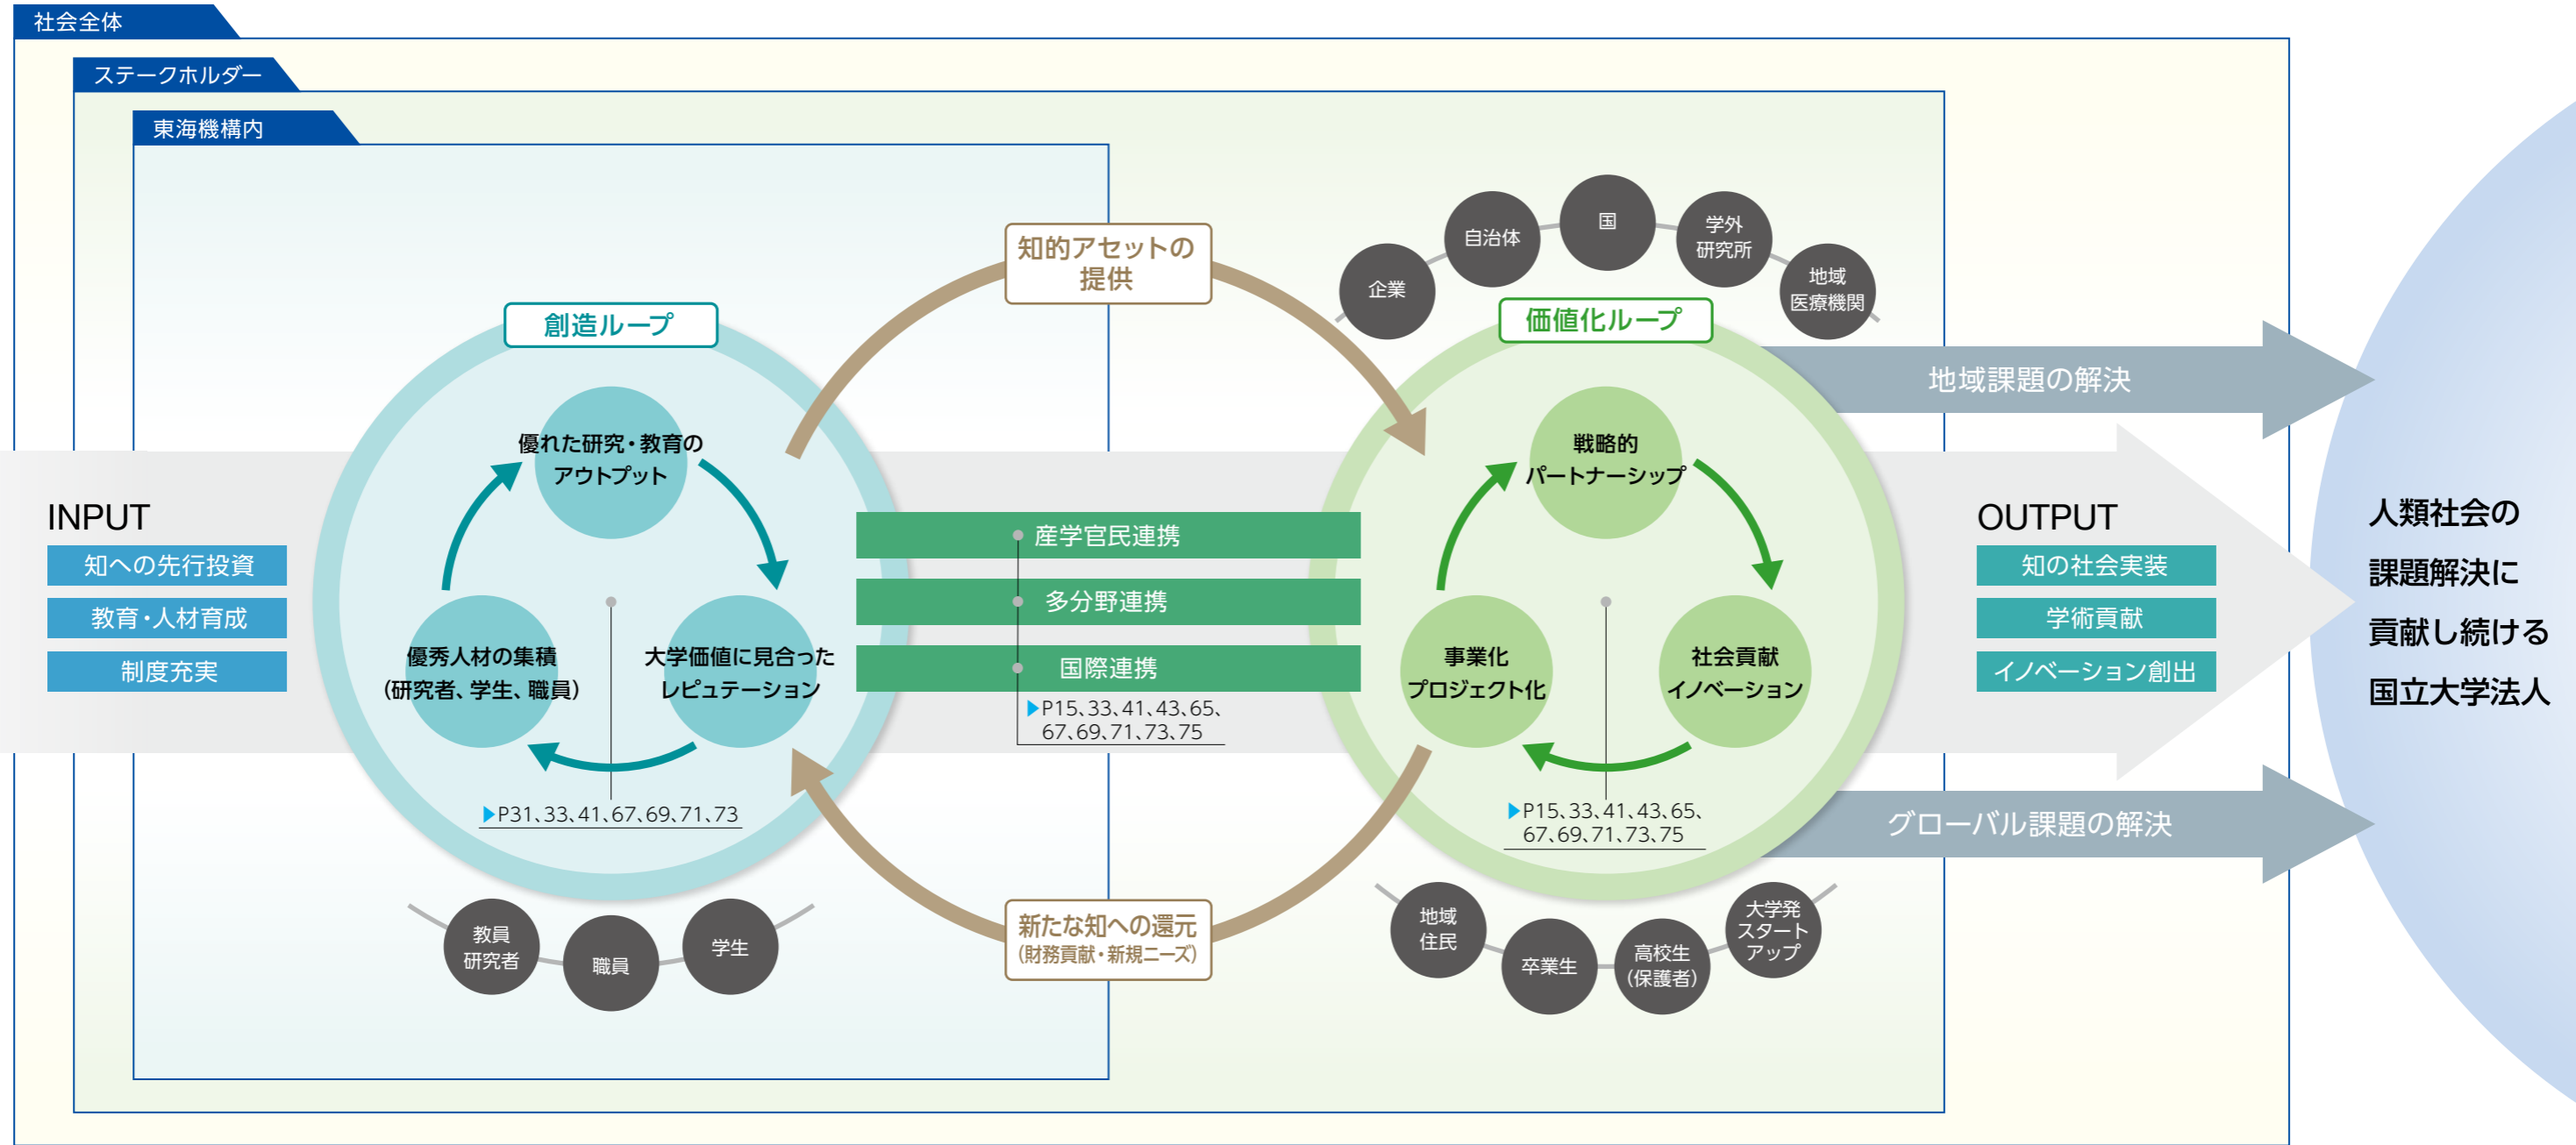 社会全体
ステークホルダー
東海機構内
知的アセットの
提供
企業
自治体
国
学外
研究所
地域
医療機関
創造ループ
価値化ループ
地域課題の解決
優れた研究・教育の
アウトプット
戦略的
パートナーシップ
INPUT
知への先行投資
教育・人材育成
制度充実
優秀人材の集積
(研究者、学生、職員)
大学価値に見合った
レピュテーション
産学官民連携
多分野連携
国際連携
▶P15、33、41、43、65、
67、69、71、73、75
事業化
プロジェクト化
社会貢献
イノベーション
OUTPUT
知の社会実装
学術貢献
イノベーション創出
人類社会の
課題解決に
貢献し続ける
国立大学法人
▶P31、33、41、67、69、71、73
▶P15、33、41、43、65、
67、69、71、73、75
グローバル課題の解決
教員
研究者
職員
学生
新たな知への還元
(財務貢献・新規ニーズ)
地域
住民
卒業生
高校生
(保護者)
大学発
スタート
アップ